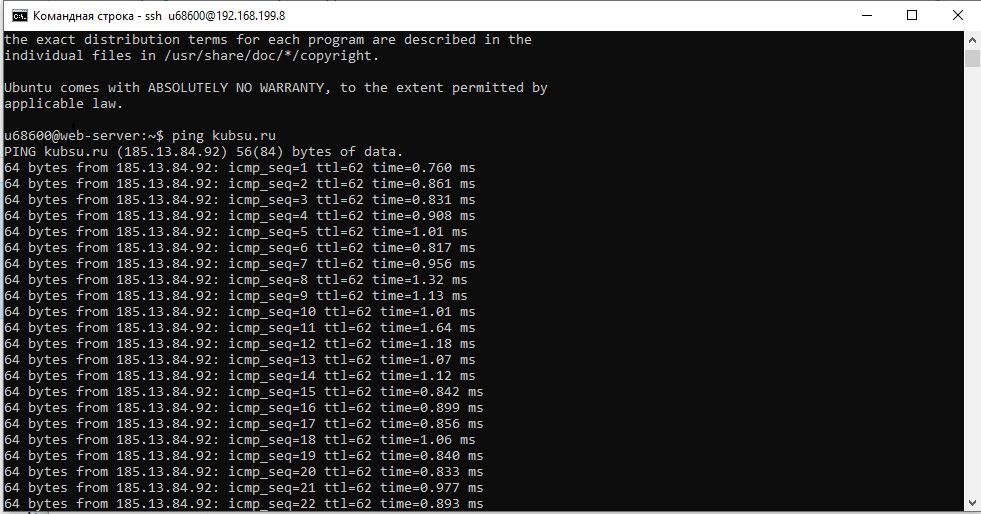 Командная строка - ssh u68600@192.168.199.8
the exact distribution terms for each program are described in the
individual files in /usr/share/doc/*/copyright.
Ubuntu comes with ABSOLUTELY NO WARRANTY, to the extent permitted by
applicable law.
u68600@web-server:~$ ping kubsu.ru
PING kubsu.ru (185.13.84.92) 56(84) bytes of data.
64 bytes from 185.13.84.92: icmp_seq=1 ttl=62 time=0.760 ms
64 bytes from 185.13.84.92: icmp_seq=2 ttl=62 time=0.861 ms
64 bytes from 185.13.84.92: icmp_seq=3 ttl=62 time=0.831 ms
64 bytes from 185.13.84.92: icmp_seq=4 ttl=62 time=0.908 ms
64 bytes from 185.13.84.92: icmp_seq=5 ttl=62 time=1.01 ms
64 bytes from 185.13.84.92: icmp_seq=6 ttl=62 time=0.817 ms
64 bytes from 185.13.84.92: icmp_seq=7 ttl=62 time=0.956 ms
64 bytes from 185.13.84.92: icmp_seq=8 ttl=62 time=1.32 ms
64 bytes from 185.13.84.92: icmp_seq=9 ttl=62 time=1.13 ms
64 bytes from 185.13.84.92: icmp_seq=10 ttl=62 time=1.01 ms
64 bytes from 185.13.84.92: icmp_seq=11 ttl=62 time=1.64 ms
64 bytes from 185.13.84.92: icmp_seq=12 ttl=62 time=1.18 ms
64 bytes from 185.13.84.92: icmp_seq=13 ttl=62 time=1.07 ms
64 bytes from 185.13.84.92: icmp_seq=14 ttl=62 time=1.12 ms
64 bytes from 185.13.84.92: icmp_seq=15 ttl=62 time=0.842 ms
64 bytes from 185.13.84.92: icmp_seq=16 ttl=62 time=0.899 ms
64 bytes from 185.13.84.92: icmp_seq=17 ttl=62 time=0.856 ms
64 bytes from 185.13.84.92: icmp_seq=18 ttl=62 time=1.06 ms
64 bytes from 185.13.84.92: icmp_seq=19 ttl=62 time=0.840 ms
64 bytes from 185.13.84.92: icmp_seq=20 ttl=62 time=0.833 ms
64 bytes from 185.13.84.92: icmp_seq=21 ttl=62 time=0.977 ms
64 bytes from 185.13.84.92: icmp_seq=22 ttl=62 time=0.893 ms